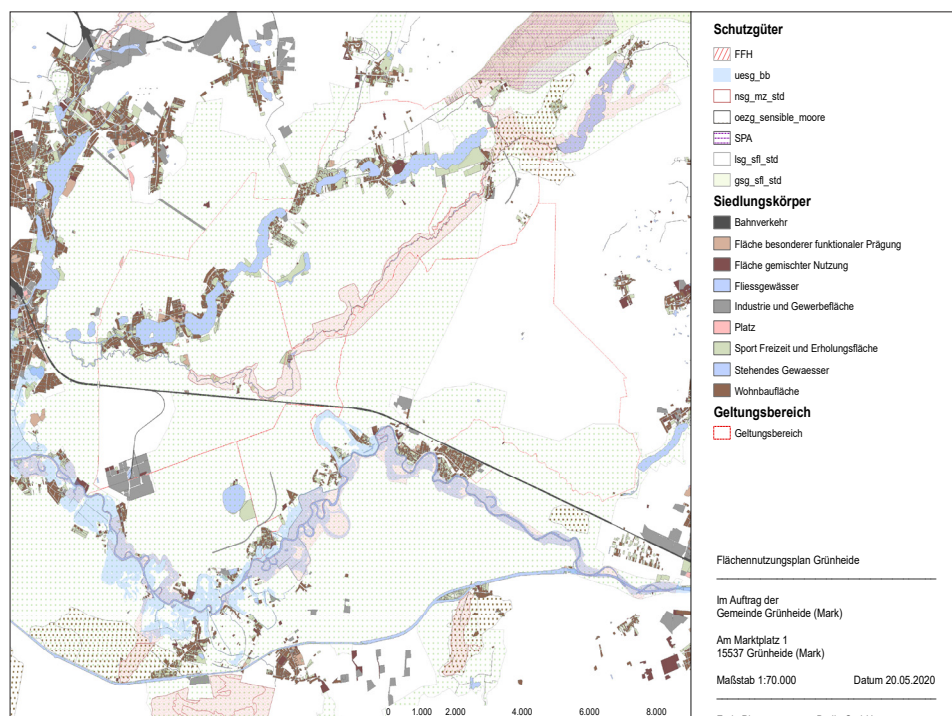 Schutzgüter
FFH
uesg_bb
nsg_mz_std
oezg_sensible_moore
SPA
lsg_sfl_std
gsg_sfl_std
Siedlungskörper
Bahnverkehr
Fläche besonderer funktionaler Prägung
Fläche gemischter Nutzung
Fliessgewässer
Industrie und Gewerbefläche
Platz
Sport Freizeit und Erholungsfläche
Stehendes Gewaesser
Wohnbaufläche
Geltungsbereich
Geltungsbereich
Flächennutzungsplan Grünheide
Im Auftrag der
Gemeinde Grünheide (Mark)
Am Marktplatz 1
15537 Grünheide (Mark)
Maßstab 1:70.000 Datum 20.05.2020
0 1.000 2.000 4.000 6.000 8.000